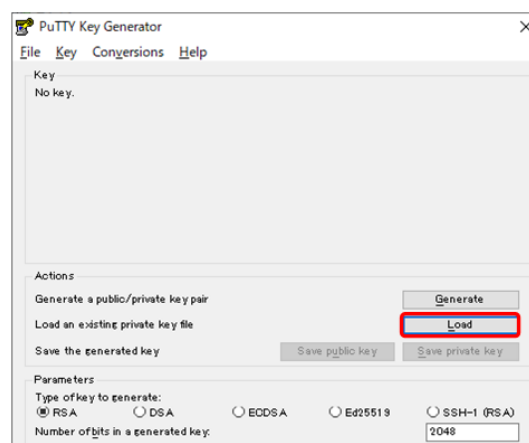 PuTTY Key Generator
File Key Conversions Help
Key
No key.
Actions
Generate a public/private key pair Generate
Load an existing private key file Load
Save the generated key Save public key Save private key
Parameters
Type of key to generate:
RSA DSA ECDSA Ed25519 SSH-1 (RSA)
Number of bits in a generated key: 2048